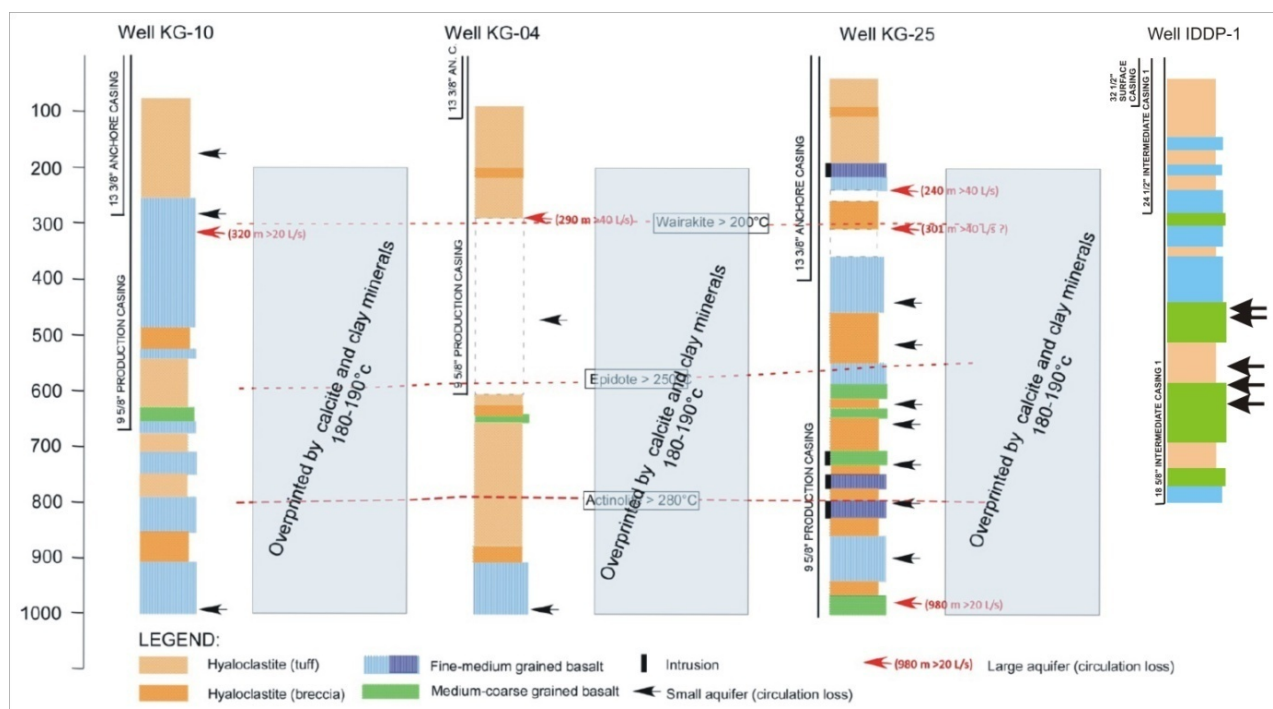 Well KG-10
Well KG-04
Well KG-25
Well IDDP-1
100
200
300
400
500
600
700
800
900
1000
13 3/8" ANCHORE CASING
9 5/8" PRODUCTION CASING
(320 m >20 L/s)
Overprinted by calcite and clay minerals
180-190°c
13 3/8" AN. C.
9 5/8" PRODUCTION CASING
(290 m >40 L/s)
Wairakite > 200°C
Epidote > 250°C
Actinolite > 280°C
Overprinted by calcite and clay minerals
180-190°c
13 3/8" ANCHORE CASING
9 5/8" PRODUCTION CASING
(240 m >40 L/s)
(301 m >40 L/s ?)
(980 m >20 L/s)
Overprinted by calcite and clay minerals
180-190°c
32 1/2"
SURFACE
CASING
24 1/2" INTERMEDIATE CASING 1
18 5/8" INTERMEDIATE CASING 1
LEGEND:
Hyaloclastite (tuff)
Fine-medium grained basalt
Intrusion
(980 m >20 L/s)
Large aquifer (circulation loss)
Hyaloclastite (breccia)
Medium-coarse grained basalt
Small aquifer (circulation loss)